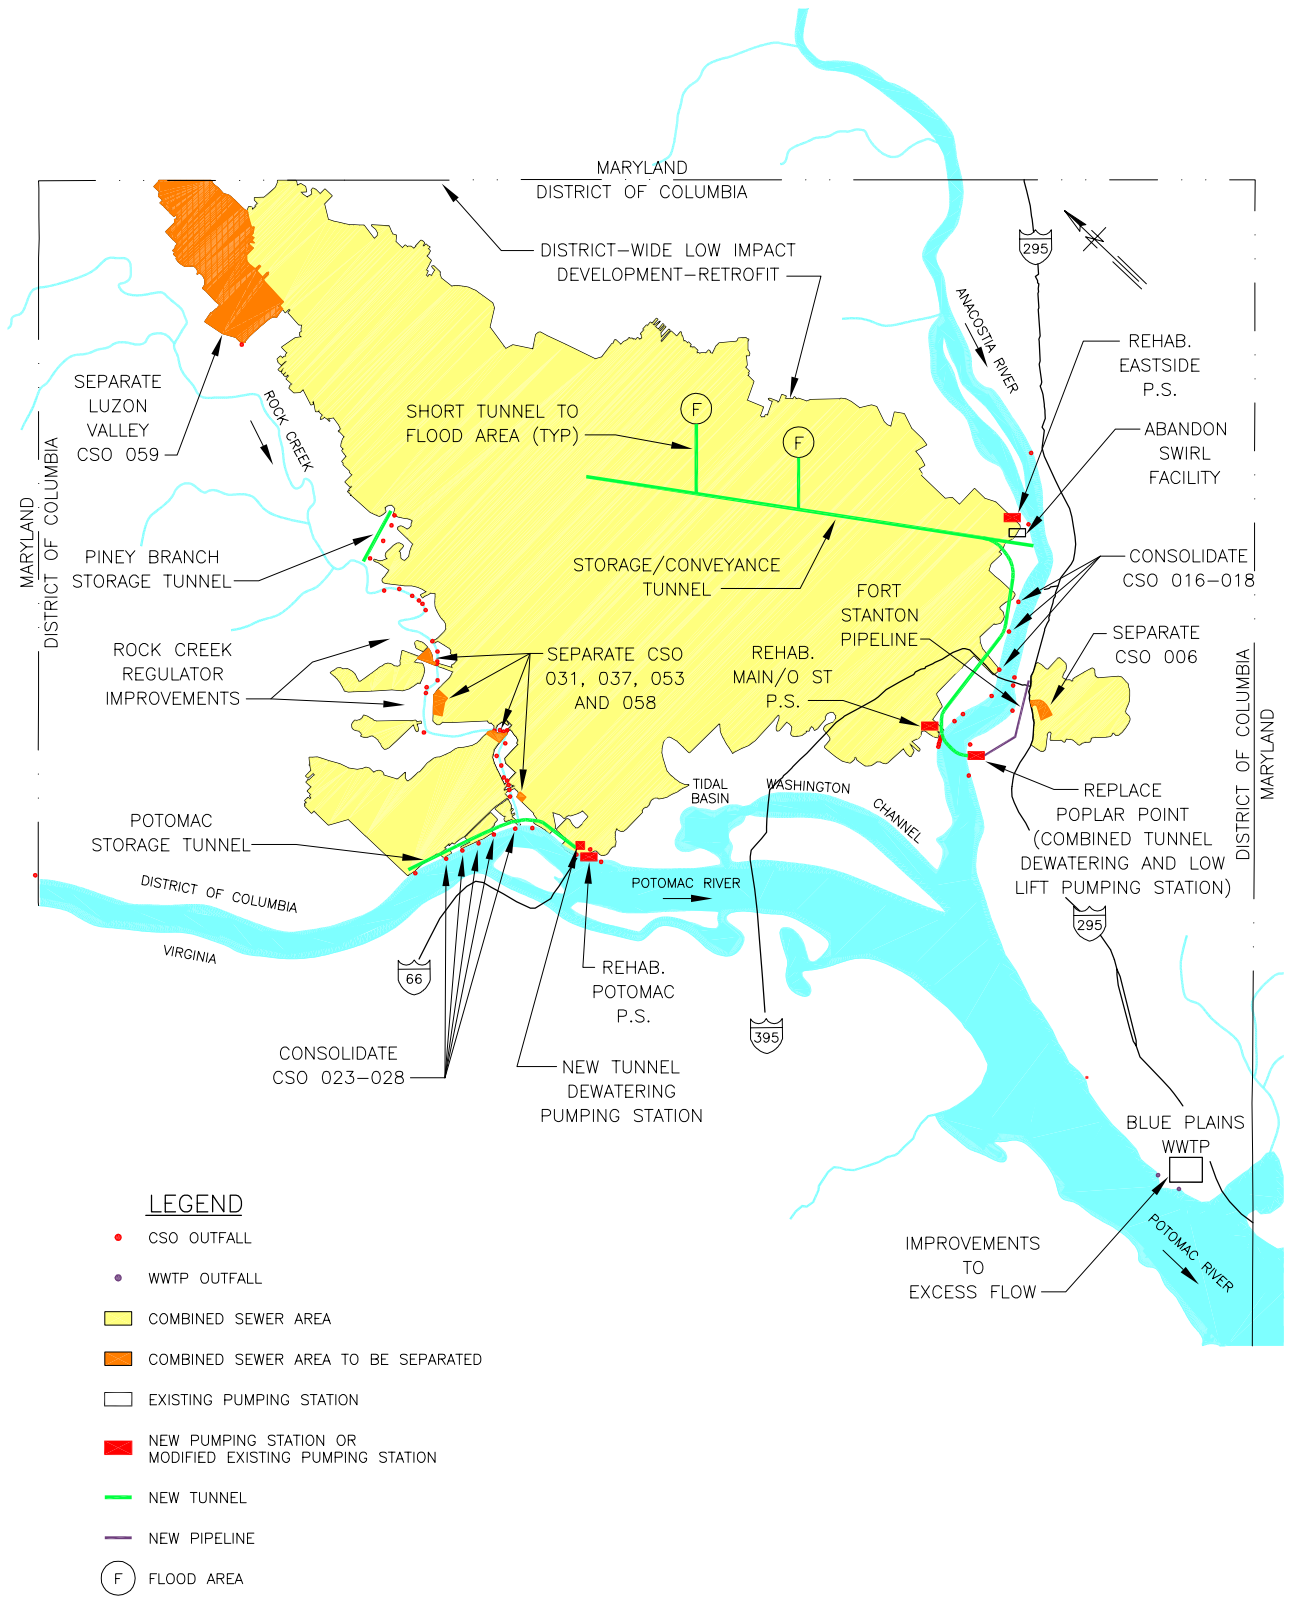 MARYLAND
DISTRICT OF COLUMBIA
DISTRICT-WIDE LOW IMPACT
DEVELOPMENT-RETROFIT
295
N
ANACOSTIA RIVER
REHAB.
EASTSIDE
P.S.
SEPARATE
LUZON
VALLEY
CSO 059
ROCK CREEK
SHORT TUNNEL TO
FLOOD AREA (TYP)
F
F
ABANDON
SWIRL
FACILITY
MARYLAND
DISTRICT OF COLUMBIA
PINEY BRANCH
STORAGE TUNNEL
STORAGE/CONVEYANCE
TUNNEL
FORT
STANTON
PIPELINE
CONSOLIDATE
CSO 016-018
ROCK CREEK
REGULATOR
IMPROVEMENTS
SEPARATE CSO
031, 037, 053
AND 058
REHAB.
MAIN/O ST
P.S.
SEPARATE
CSO 006
DISTRICT OF COLUMBIA
MARYLAND
TIDAL
BASIN
WASHINGTON
CHANNEL
REPLACE
POPLAR POINT
(COMBINED TUNNEL
DEWATERING AND LOW
LIFT PUMPING STATION)
POTOMAC
STORAGE TUNNEL
DISTRICT OF COLUMBIA
VIRGINIA
POTOMAC RIVER
295
66
REHAB.
POTOMAC
P.S.
395
CONSOLIDATE
CSO 023-028
NEW TUNNEL
DEWATERING
PUMPING STATION
BLUE PLAINS
WWTP
IMPROVEMENTS
TO
EXCESS FLOW
POTOMAC RIVER
LEGEND
CSO OUTFALL
WWTP OUTFALL
COMBINED SEWER AREA
COMBINED SEWER AREA TO BE SEPARATED
EXISTING PUMPING STATION
NEW PUMPING STATION OR
MODIFIED EXISTING PUMPING STATION
NEW TUNNEL
NEW PIPELINE
F FLOOD AREA